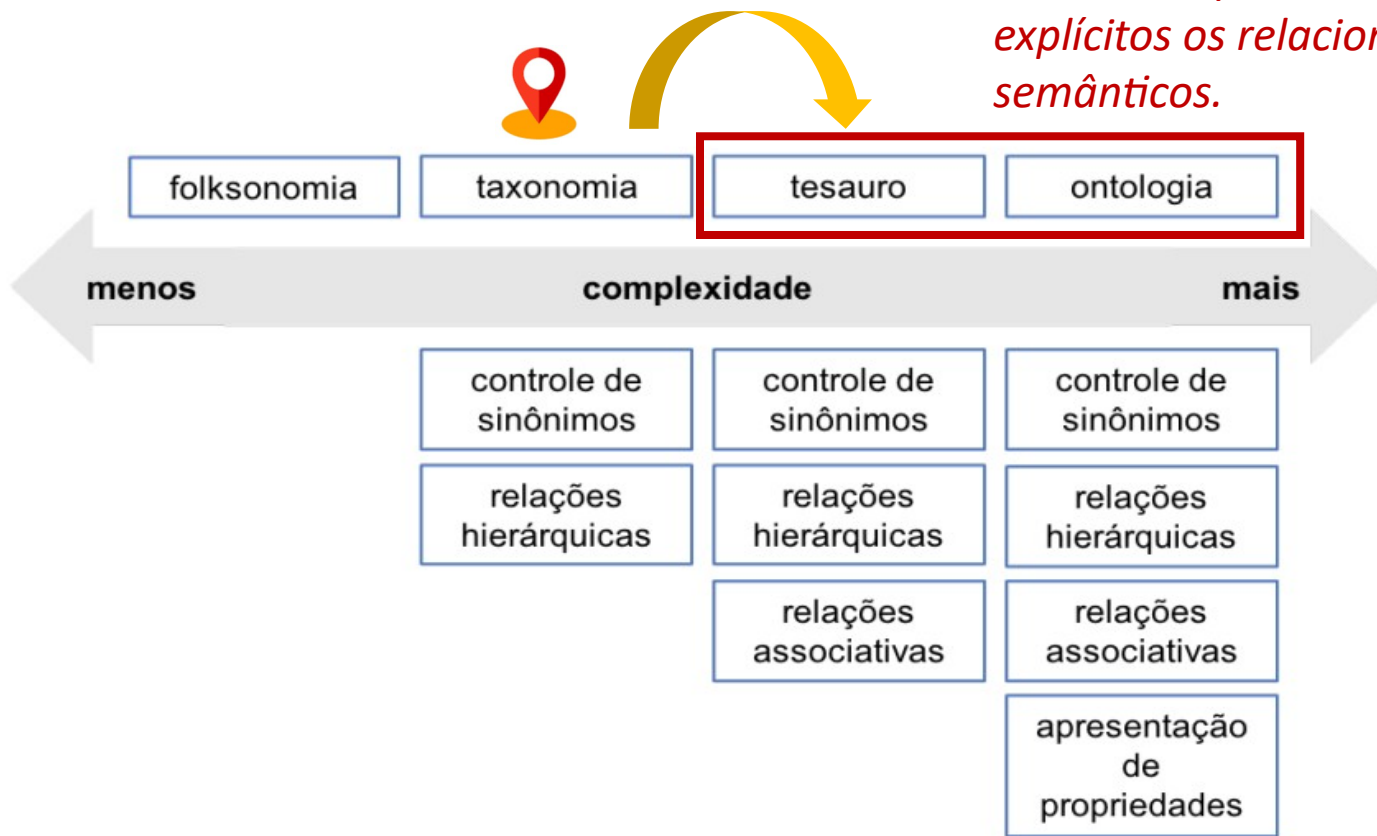 explícitos os
semânticos.
folksonomia
taxonomia
tesauro
ontologia
menos
complexidade
mais
controle de
sinônimos
controle de
sinônimos
controle de
sinônimos
relações
hierárquicas
relações
hierárquicas
relações
hierárquicas
relações
associativas
relações
associativas
apresentação
de
propriedades